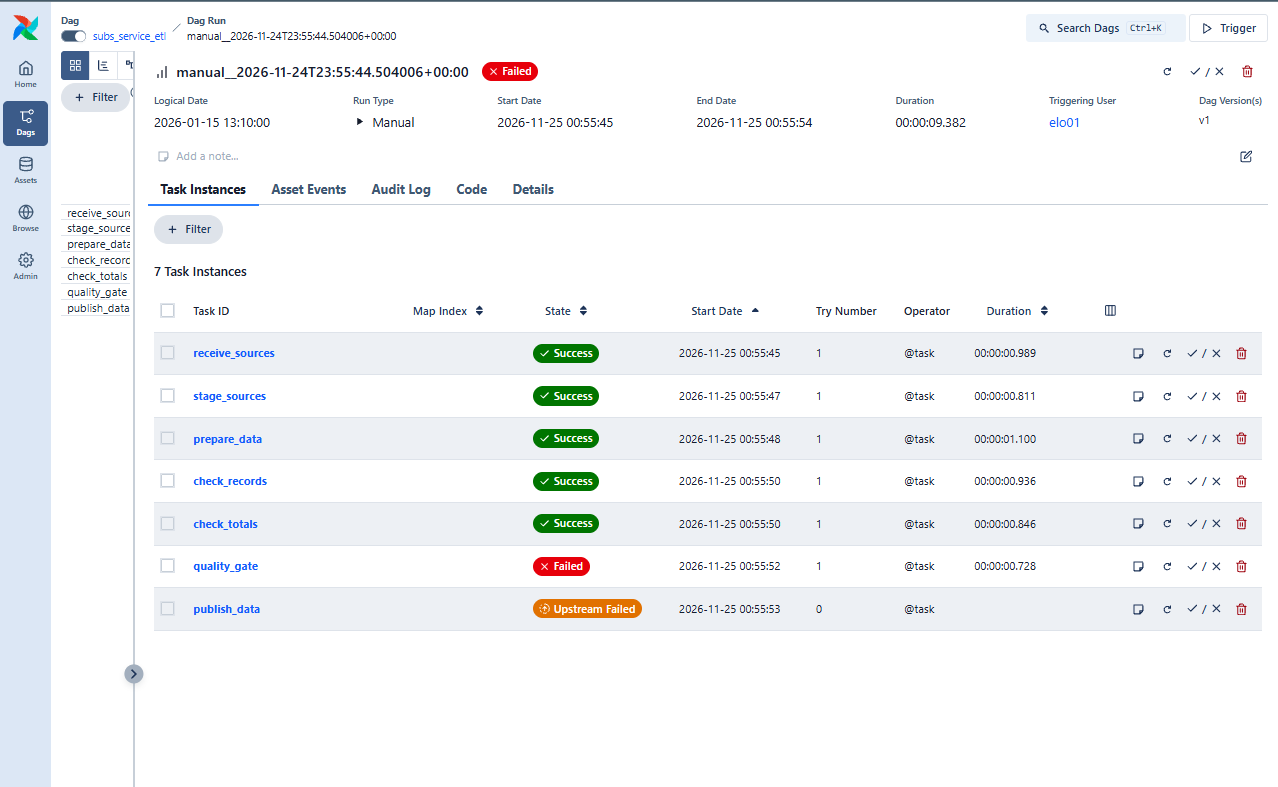 Dag
subs_service_etl
Dag Run
manual__2026-11-24T23:55:44.504006+00:00
Search Dags Ctrl+K
Trigger
Home
Dags
Assets
Browse
Admin
+ Filter
receive_sourc
stage_source
prepare_data
check_record
check_totals
quality_gate
publish_data
manual__2026-11-24T23:55:44.504006+00:00 Failed
Logical Date Run Type Start Date End Date Duration Triggering User Dag Version(s)
2026-01-15 13:10:00 Manual 2026-11-25 00:55:45 2026-11-25 00:55:54 00:00:09.382 elo01 v1
Add a note...
Task Instances Asset Events Audit Log Code Details
+ Filter
7 Task Instances
Task ID Map Index State Start Date Try Number Operator Duration
receive_sources Success 2026-11-25 00:55:45 1 @task 00:00:00.989
stage_sources Success 2026-11-25 00:55:47 1 @task 00:00:00.811
prepare_data Success 2026-11-25 00:55:48 1 @task 00:00:01.100
check_records Success 2026-11-25 00:55:50 1 @task 00:00:00.936
check_totals Success 2026-11-25 00:55:50 1 @task 00:00:00.846
quality_gate Failed 2026-11-25 00:55:52 1 @task 00:00:00.728
publish_data Upstream Failed 2026-11-25 00:55:53 0 @task